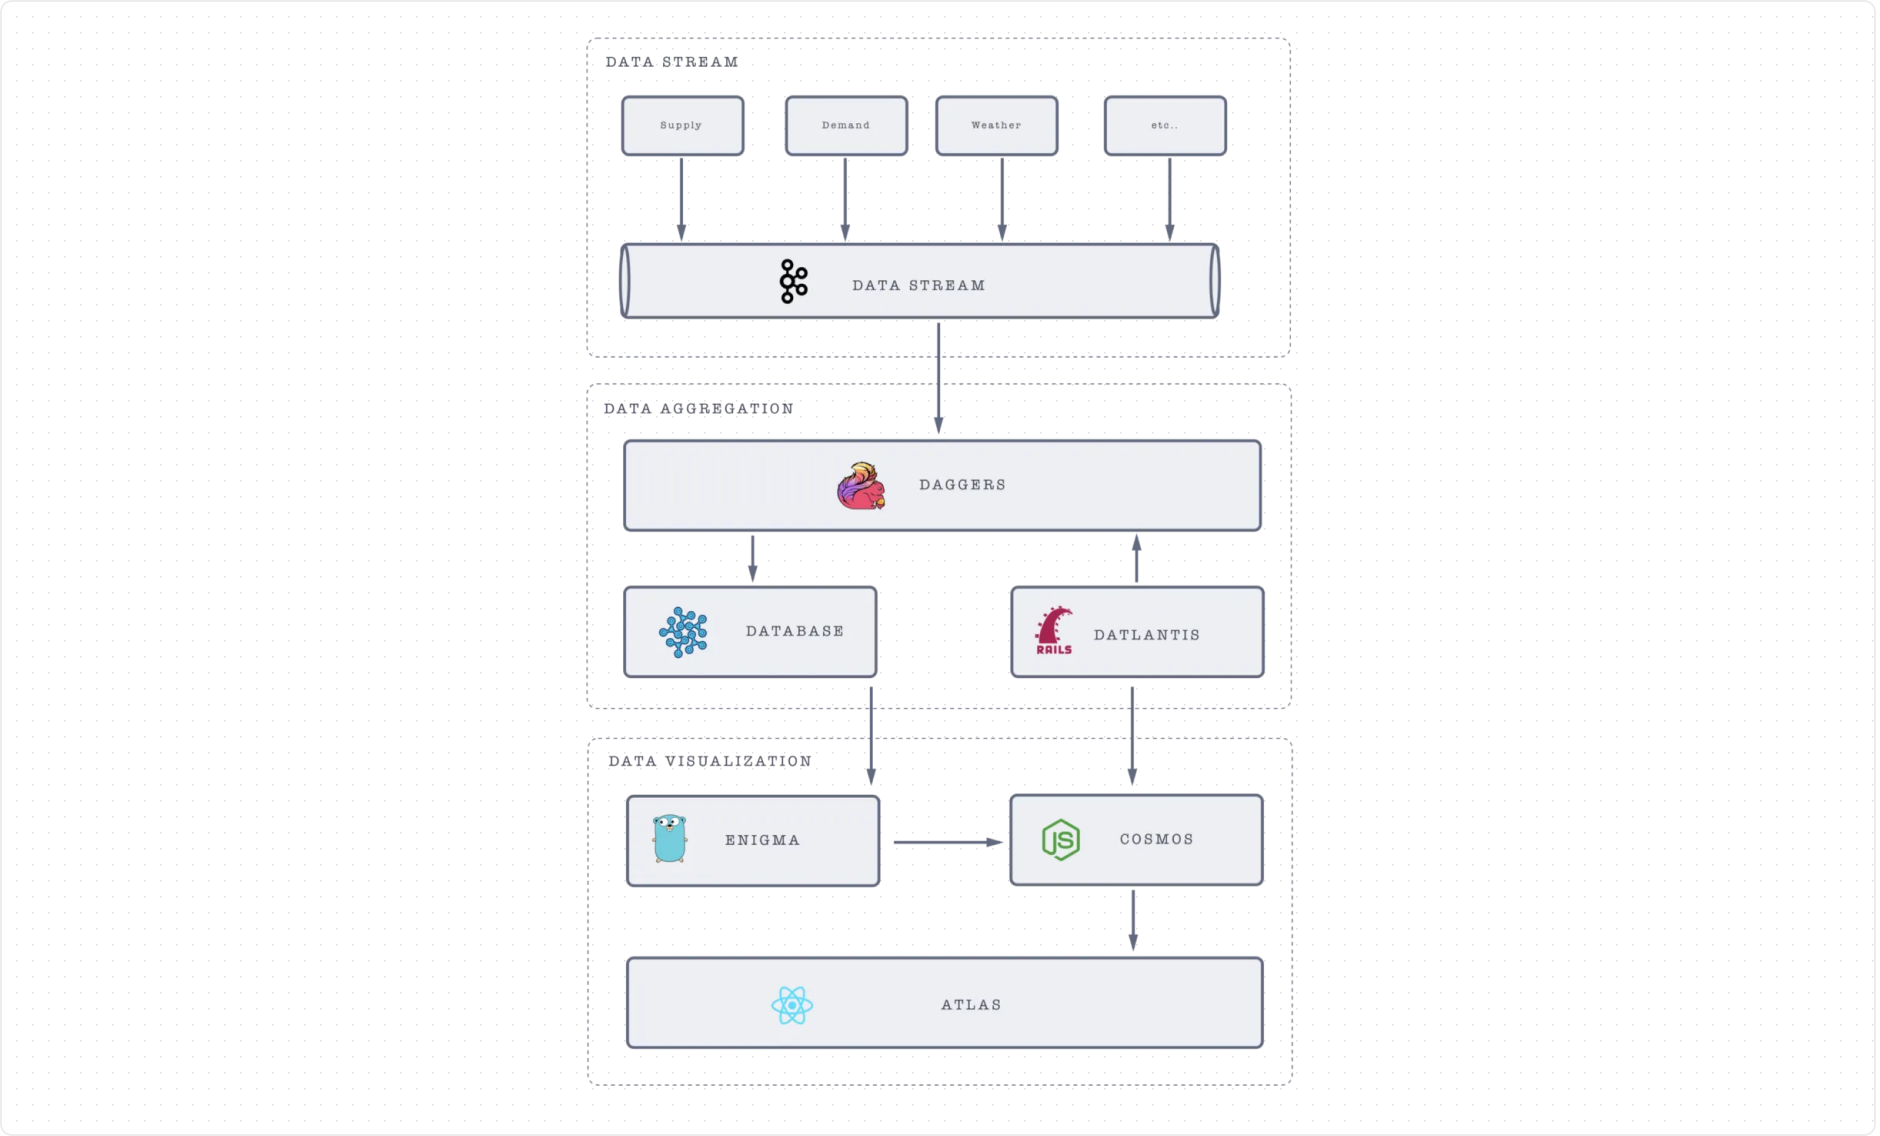 DATA STREAM
Supply
Demand
Weather
etc..
DATA STREAM
DATA AGGREGATION
DAGGERS
DATABASE
RAILS
DATLANTIS
DATA VISUALIZATION
ENIGMA
JS
COSMOS
ATLAS